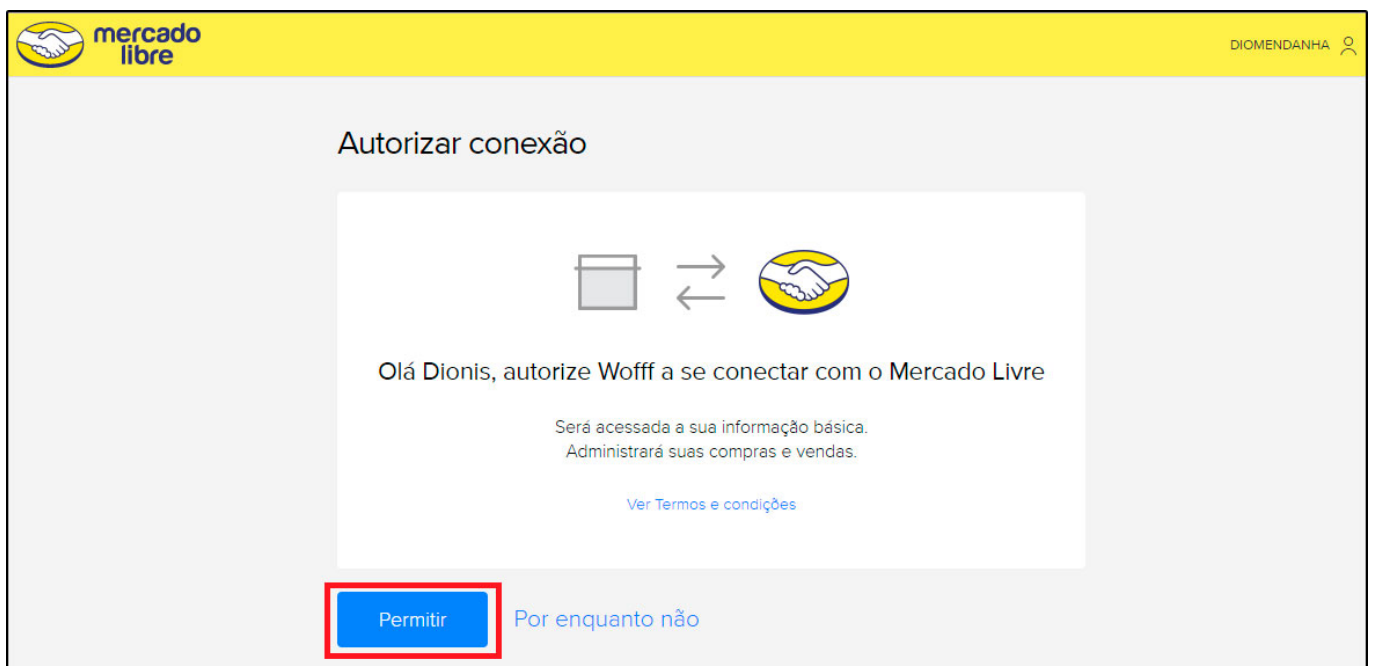 mercado
libre
DIOMENDANHA
Autorizar conexão
Olá Dionis, autorize Wofff a se conectar com o Mercado Livre
Será acessada a sua informação básica.
Administrará suas compras e vendas.
Ver Termos e condições
Permitir
Por enquanto não